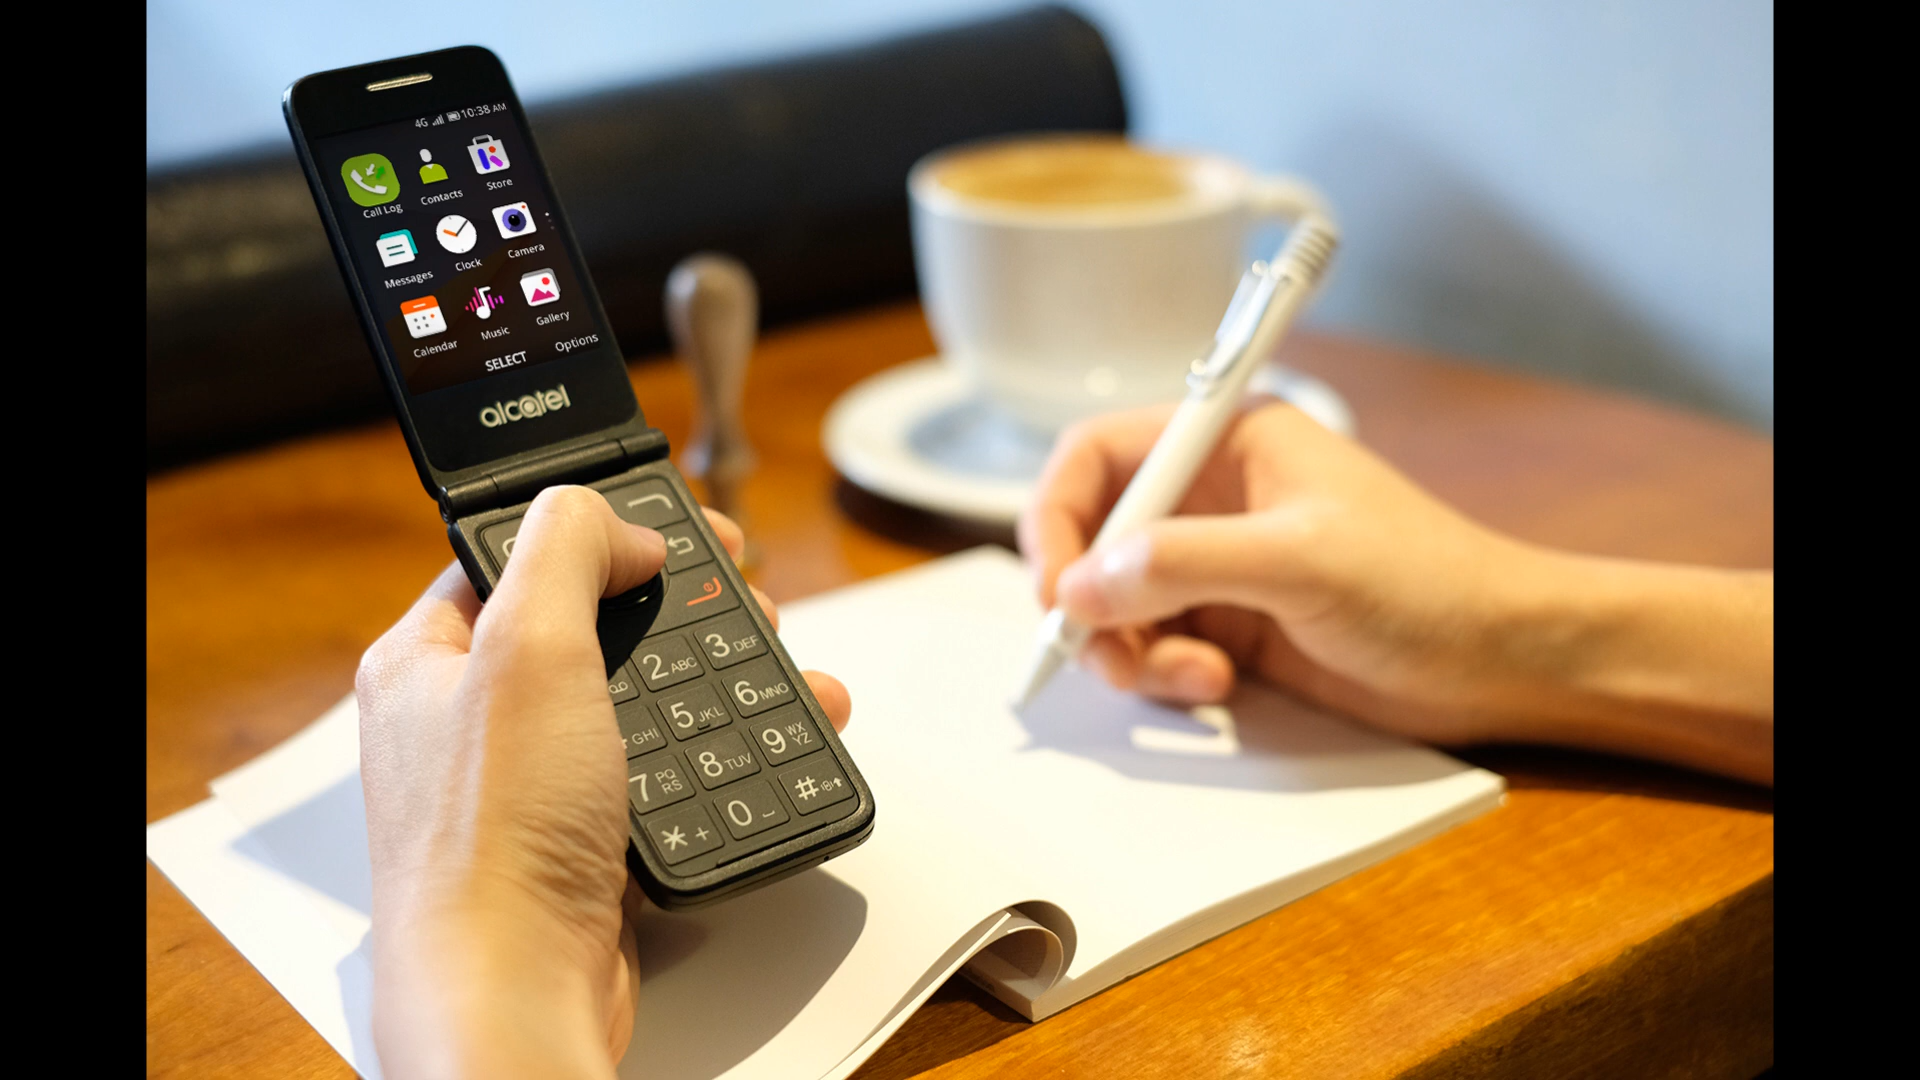 4G 10:38 AM
Call Log Contacts Store
Messages Clock Camera
Calendar Music Gallery
SELECT Options
alcatel
2 ABC 3 DEF
GHI 5 JKL 6 MNO
7 PQRS 8 TUV 9 WXYZ
* + 0 #